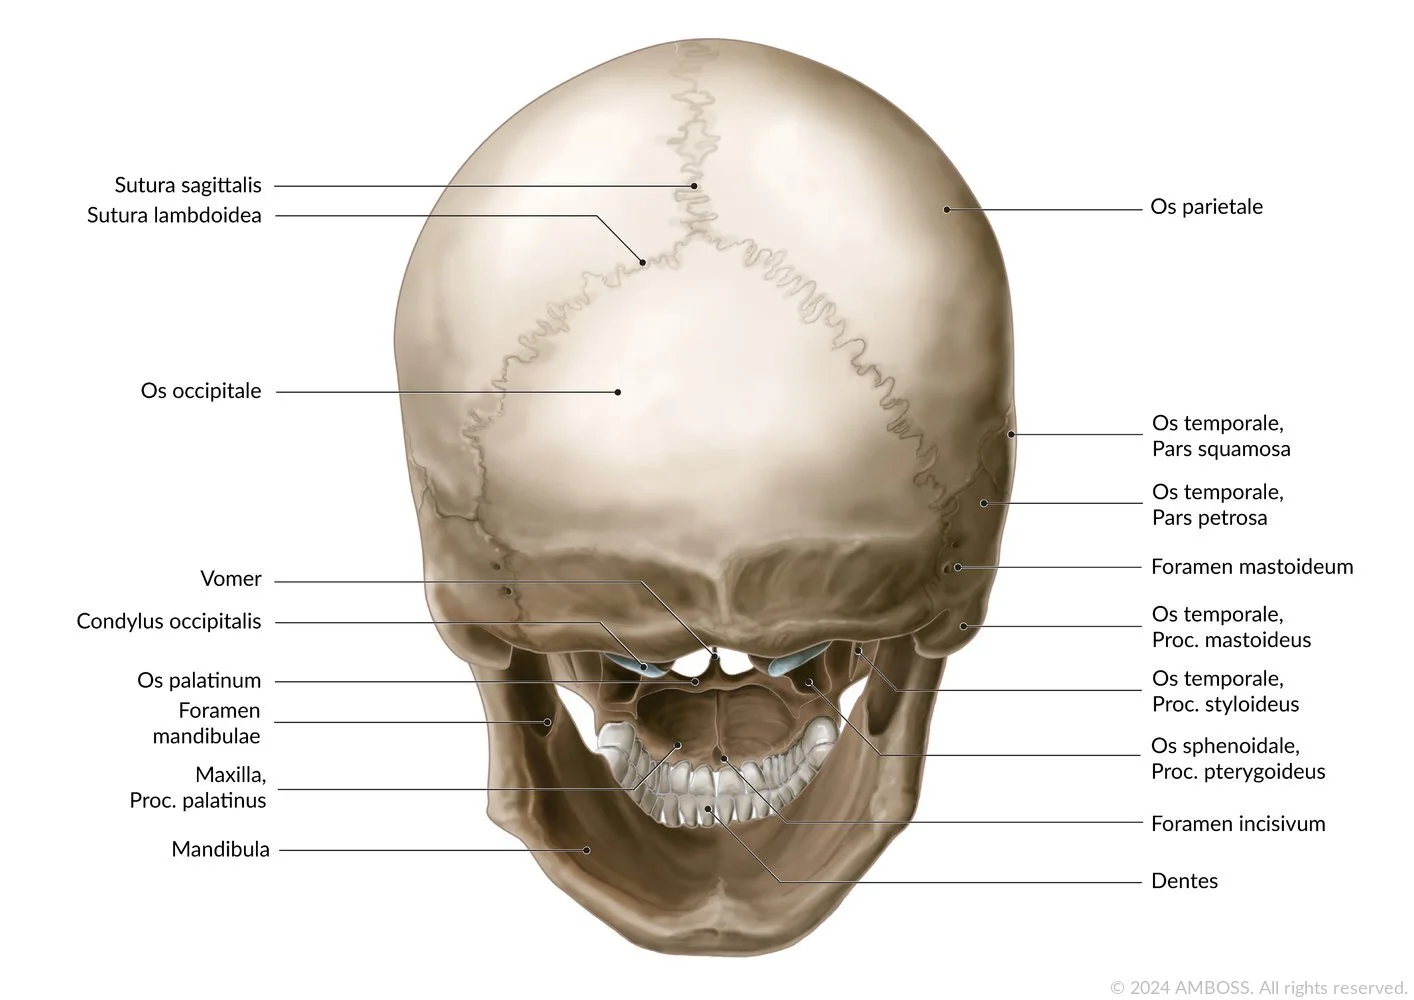 Sutura sagittalis
Sutura lambdoidea
Os occipitale
Vomer
Condylus occipitalis
Os palatinum
Foramen
mandibulae
Maxilla,
Proc. palatinus
Mandibula
Os parietale
Os temporale,
Pars squamosa
Os temporale,
Pars petrosa
Foramen mastoideum
Os temporale,
Proc. mastoideus
Os temporale,
Proc. styloideus
Os sphenoidale,
Proc. pterygoideus
Foramen incisivum
Dentes
© 2024 AMBOSS. All rights reserved.